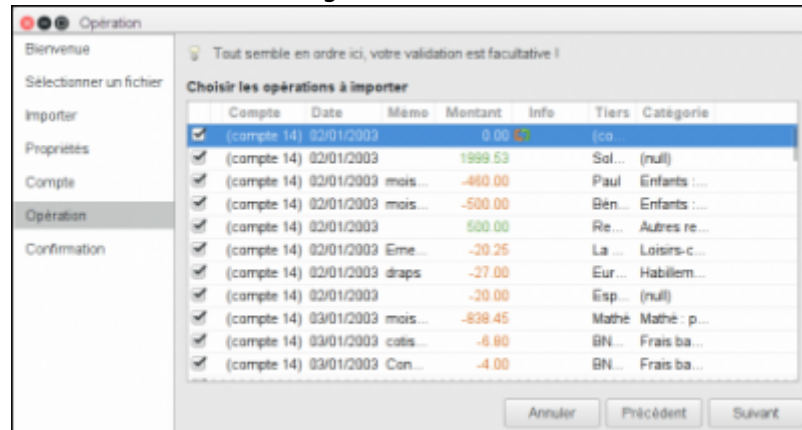 Opération
Bienvenue
Sélectionner un fichier
Importer
Propriétés
Compte
Opération
Confirmation
Tout semble en ordre ici, votre validation est facultative !
Choisir les opérations à importer
Compte Date Mémo Montant Info Tiers Catégorie
(compte 14) 02/01/2003 0.00 (co...
(compte 14) 02/01/2003 1999.53 Sol... (null)
(compte 14) 02/01/2003 mois... -460.00 Paul Enfants :...
(compte 14) 02/01/2003 mois... -500.00 Bén... Enfants :...
(compte 14) 02/01/2003 500.00 Re... Autres re...
(compte 14) 02/01/2003 Eme... -20.25 La ... Loisirs-c...
(compte 14) 02/01/2003 draps -27.00 Eur... Habillem...
(compte 14) 02/01/2003 -20.00 Esp... (null)
(compte 14) 03/01/2003 mois... -838.45 Mathé Mathé : p...
(compte 14) 03/01/2003 cotis... -6.80 BN... Frais ba...
(compte 14) 03/01/2003 Con... -4.00 BN... Frais ba...
Annuler Précédent Suivant